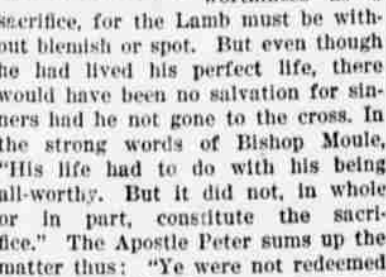 sacrifice, for the Lamb must be with-
out blemish or spot. But even though
he had lived his perfect life, there
would have been no salvation for sin-
ners had he not gone to the cross. In
the strong words of Bishop Moule,
"His life had to do with his being
all-worthy. But it did not, in whole
or in part, constitute the sacri-
fice." The Apostle Peter sums up the
matter thus: "Ye were not redeemed